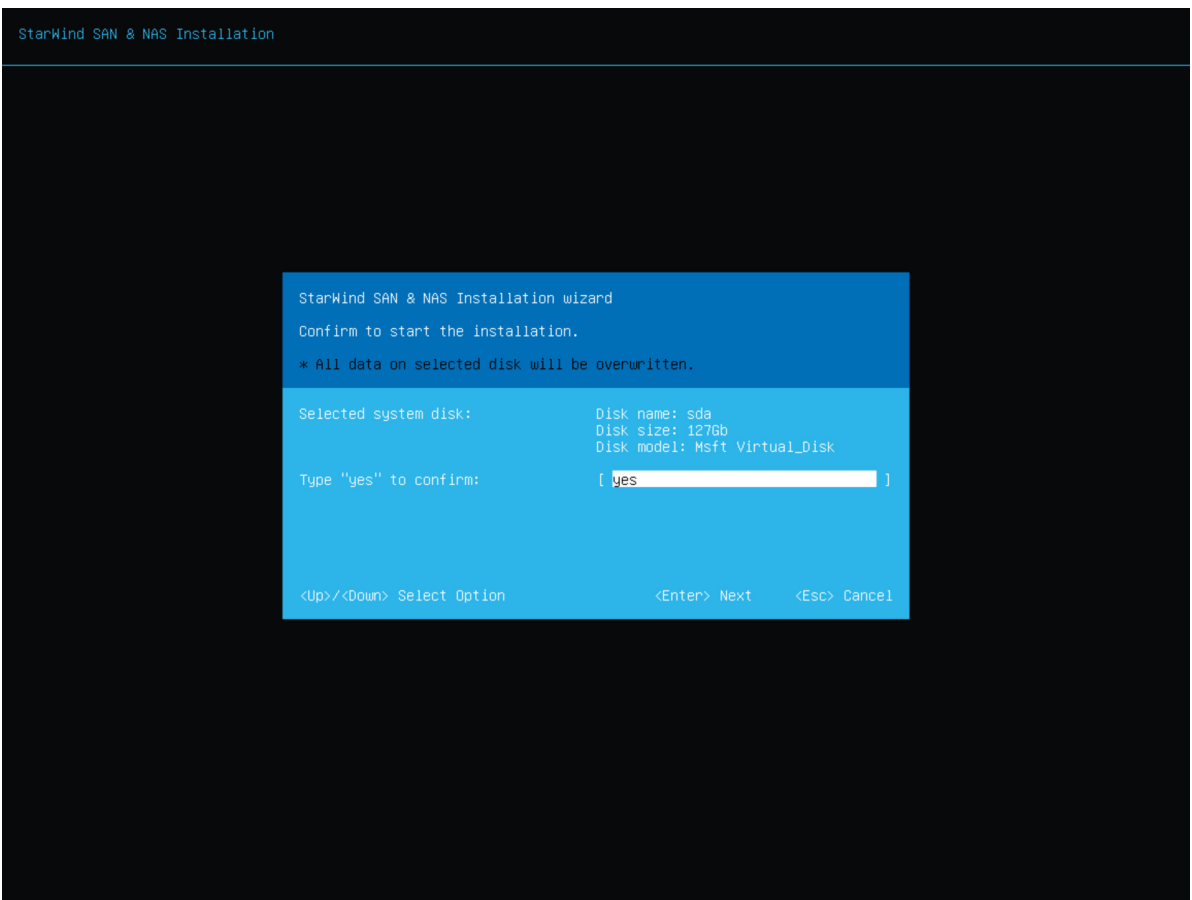 StarWind SAN & NAS Installation
StarWind SAN & NAS Installation wizard
Confirm to start the installation.
* All data on selected disk will be overwritten.
Selected system disk: Disk name: sda
Disk size: 127Gb
Disk model: Msft Virtual_Disk
Type "yes" to confirm: [ yes ]
<Up>/<Down> Select Option <Enter> Next <Esc> Cancel